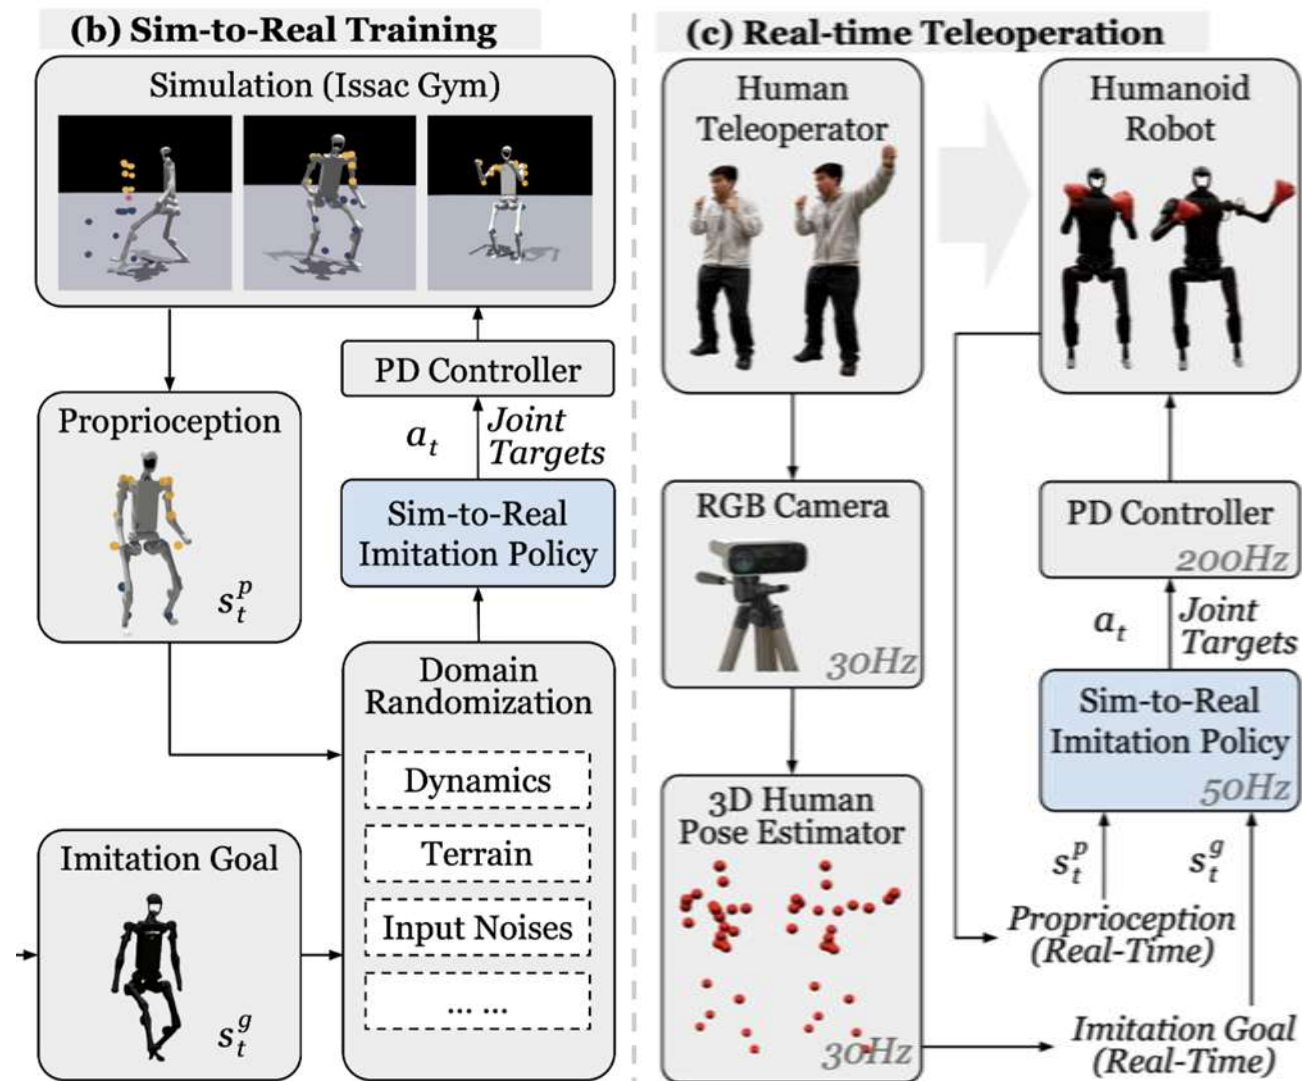 (b) Sim-to-Real Training
Simulation (Issac Gym)
PD Controller
Proprioception
a_t
Joint
Targets
Sim-to-Real
Imitation Policy
s_t^p
Domain
Randomization
Dynamics
Imitation Goal
Terrain
Input Noises
... ...
s_t^g
(c) Real-time Teleoperation
Human
Teleoperator
Humanoid
Robot
RGB Camera
30Hz
PD Controller
200Hz
a_t
Joint
Targets
Sim-to-Real
Imitation Policy
50Hz
3D Human
Pose Estimator
30Hz
s_t^p
s_t^g
Proprioception
(Real-Time)
Imitation Goal
(Real-Time)